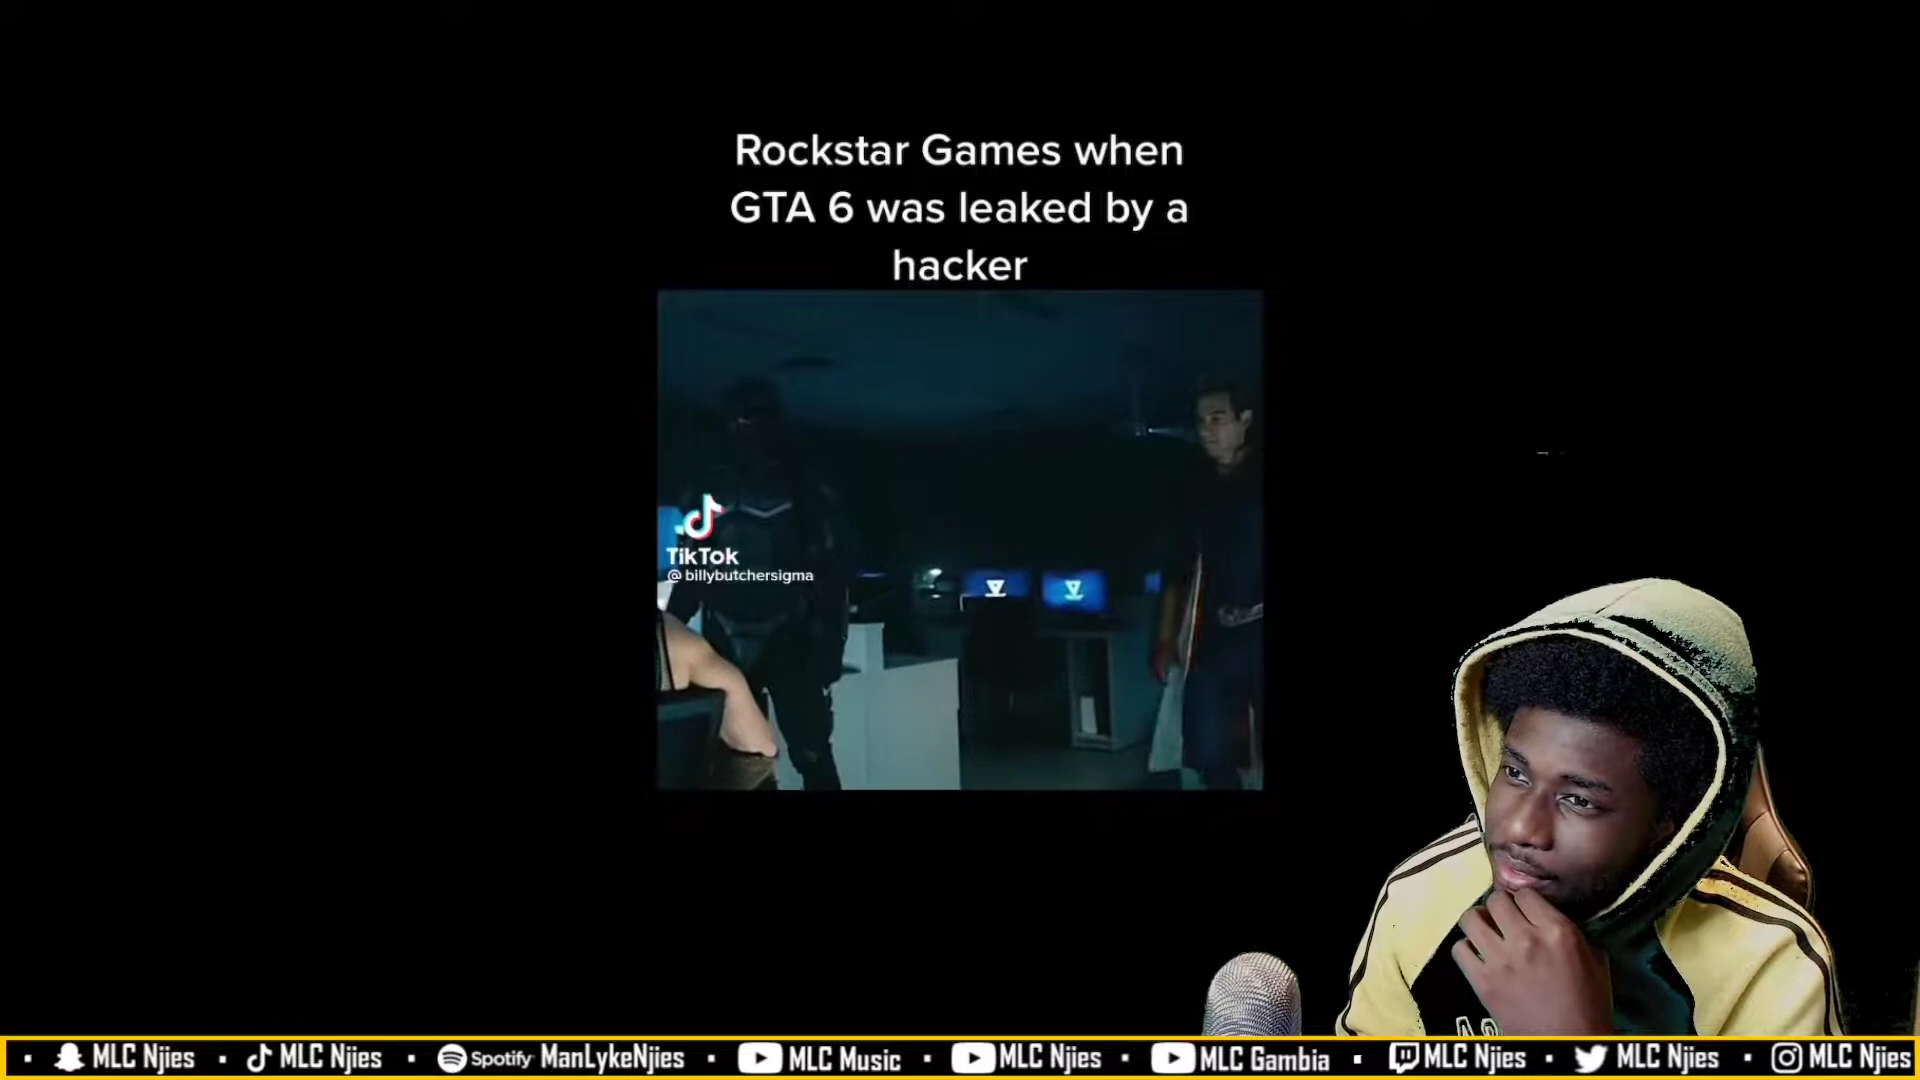 Rockstar Games when
GTA 6 was leaked by a
hacker
TikTok
@billybutchersigma
MLC Njies
MLC Njies
Spotify ManLykeNjies
MLC Music
MLC Njies
MLC Gambia
MLC Njies
MLC Njies
MLC Njies